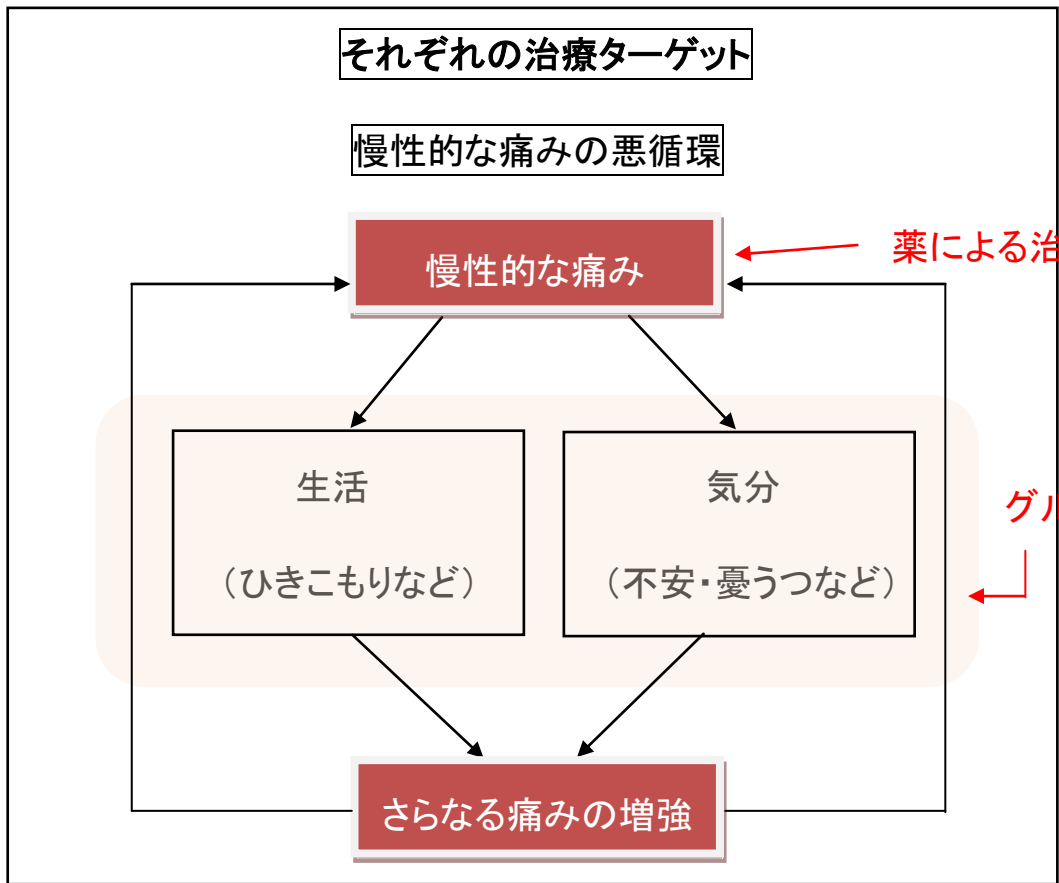 それぞれの治療ターゲット
慢性的な痛みの悪循環
慢性的な痛み
薬による治
生活
(ひきこもりなど)
気分
(不安・憂うつなど)
グル
さらなる痛みの増強